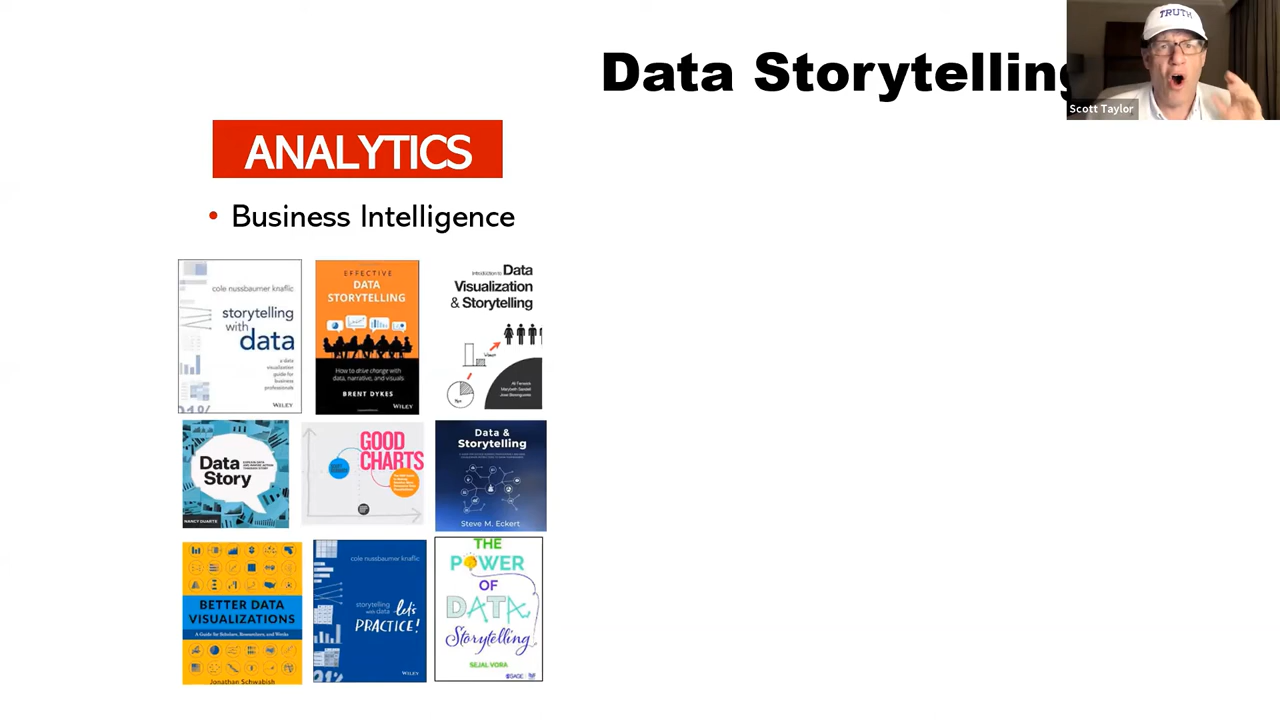 Data Storytelling
TRUTH
Scott Taylor
ANALYTICS
• Business Intelligence
cole nussbaumer knaflic
storytelling
with
data
a data
visualization
guide for
business
professionals
WILEY
EFFECTIVE
DATA
STORYTELLING
How to drive change with
data, narrative, and visuals
BRENT DYKES
WILEY
Introduction to Data
Visualization
& Storytelling
Data
Story
NANCY DUARTE
GOOD
CHARTS
Data &
Storytelling
Steve M. Eckert
BETTER DATA
VISUALIZATIONS
A Guide for Scholars, Researchers, and Wonks
Jonathan Schwabish
cole nussbaumer knaflic
storytelling
with data
let's
PRACTICE!
WILEY
THE
POWER
OF
DATA
Storytelling
SEJAL VORA